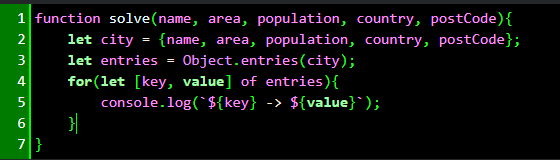 1 function solve(name, area, population, country, postCode){
2     let city = {name, area, population, country, postCode};
3     let entries = Object.entries(city);
4     for(let [key, value] of entries){
5         console.log(`${key} -> ${value}`);
6     }
7 }